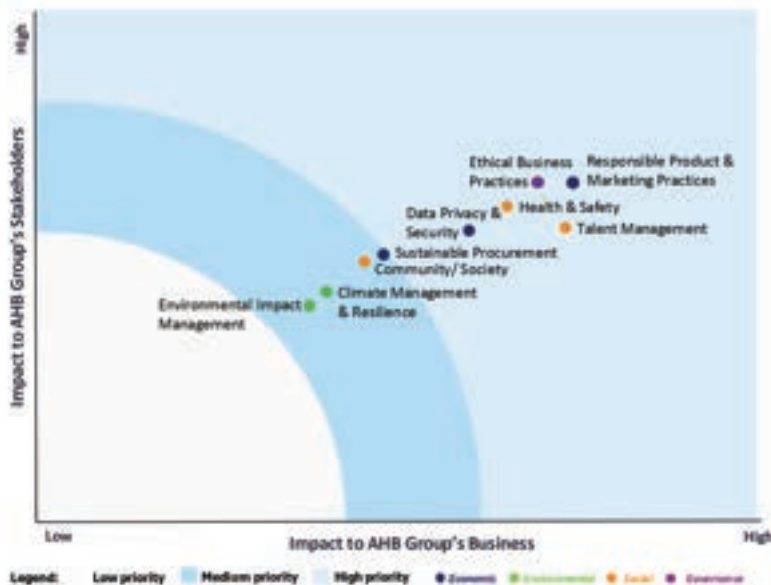 High
Impact to AHB Group's Stakeholders
Ethical Business
Practices
Responsible Product &
Marketing Practices
Health & Safety
Data Privacy &
Security
Talent Management
Sustainable Procurement
Community/ Society
Climate Management
& Resilience
Environmental Impact
Management
Low
Impact to AHB Group's Business
High
Legend: Low priority Medium priority High priority Economic Environmental Social Governance